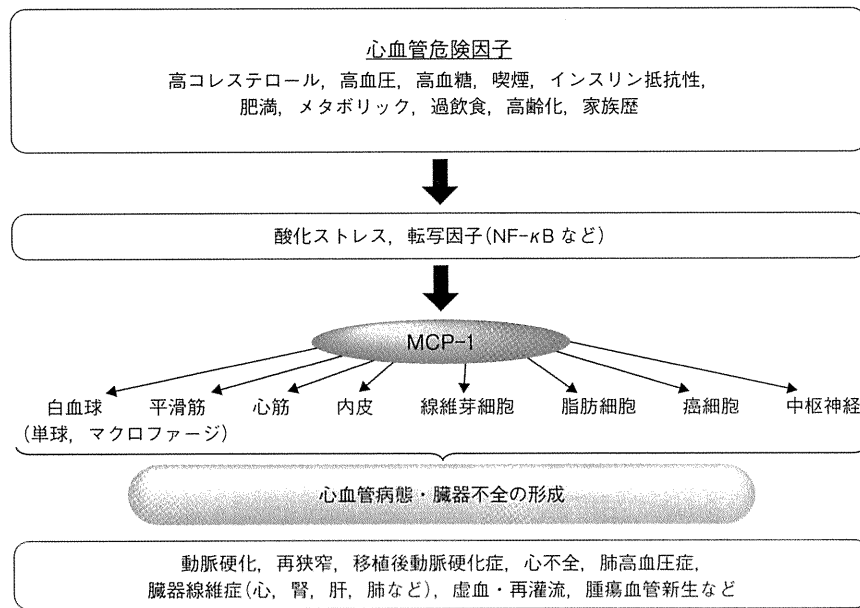 心血管危険因子
高コレステロール，高血圧，高血糖，喫煙，インスリン抵抗性，
肥満，メタボリック，過飲食，高齢化，家族歴
酸化ストレス，転写因子(NF-κB など)
MCP-1
白血球 平滑筋 心筋 内皮 線維芽細胞 脂肪細胞 癌細胞 中枢神経
(単球，マクロファージ)
心血管病態・臓器不全の形成
動脈硬化，再狭窄，移植後動脈硬化症，心不全，肺高血圧症，
臓器線維症(心，腎，肝，肺など)，虚血・再灌流，腫瘍血管新生など